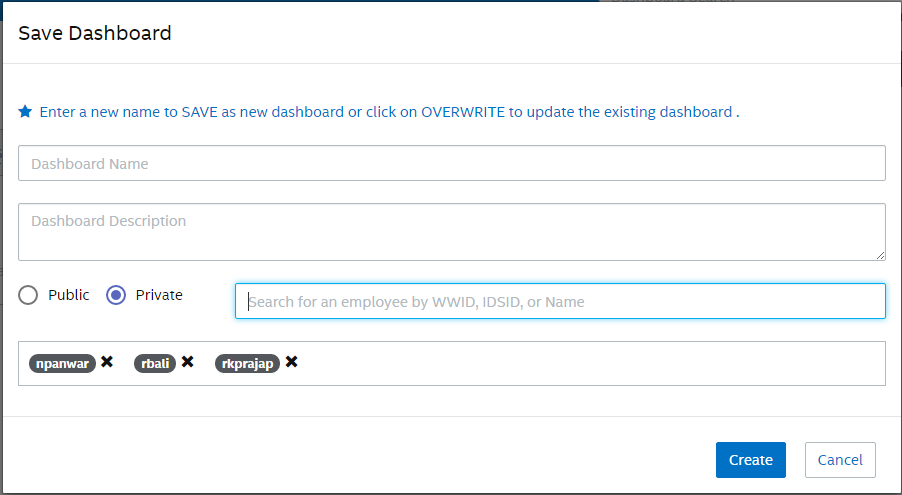 Save Dashboard
Enter a new name to SAVE as new dashboard or click on OVERWRITE to update the existing dashboard .
Dashboard Name
Dashboard Description
Public Private Search for an employee by WWID, IDSID, or Name
npanwar ✖ rbali ✖ rkprajap ✖
Create Cancel